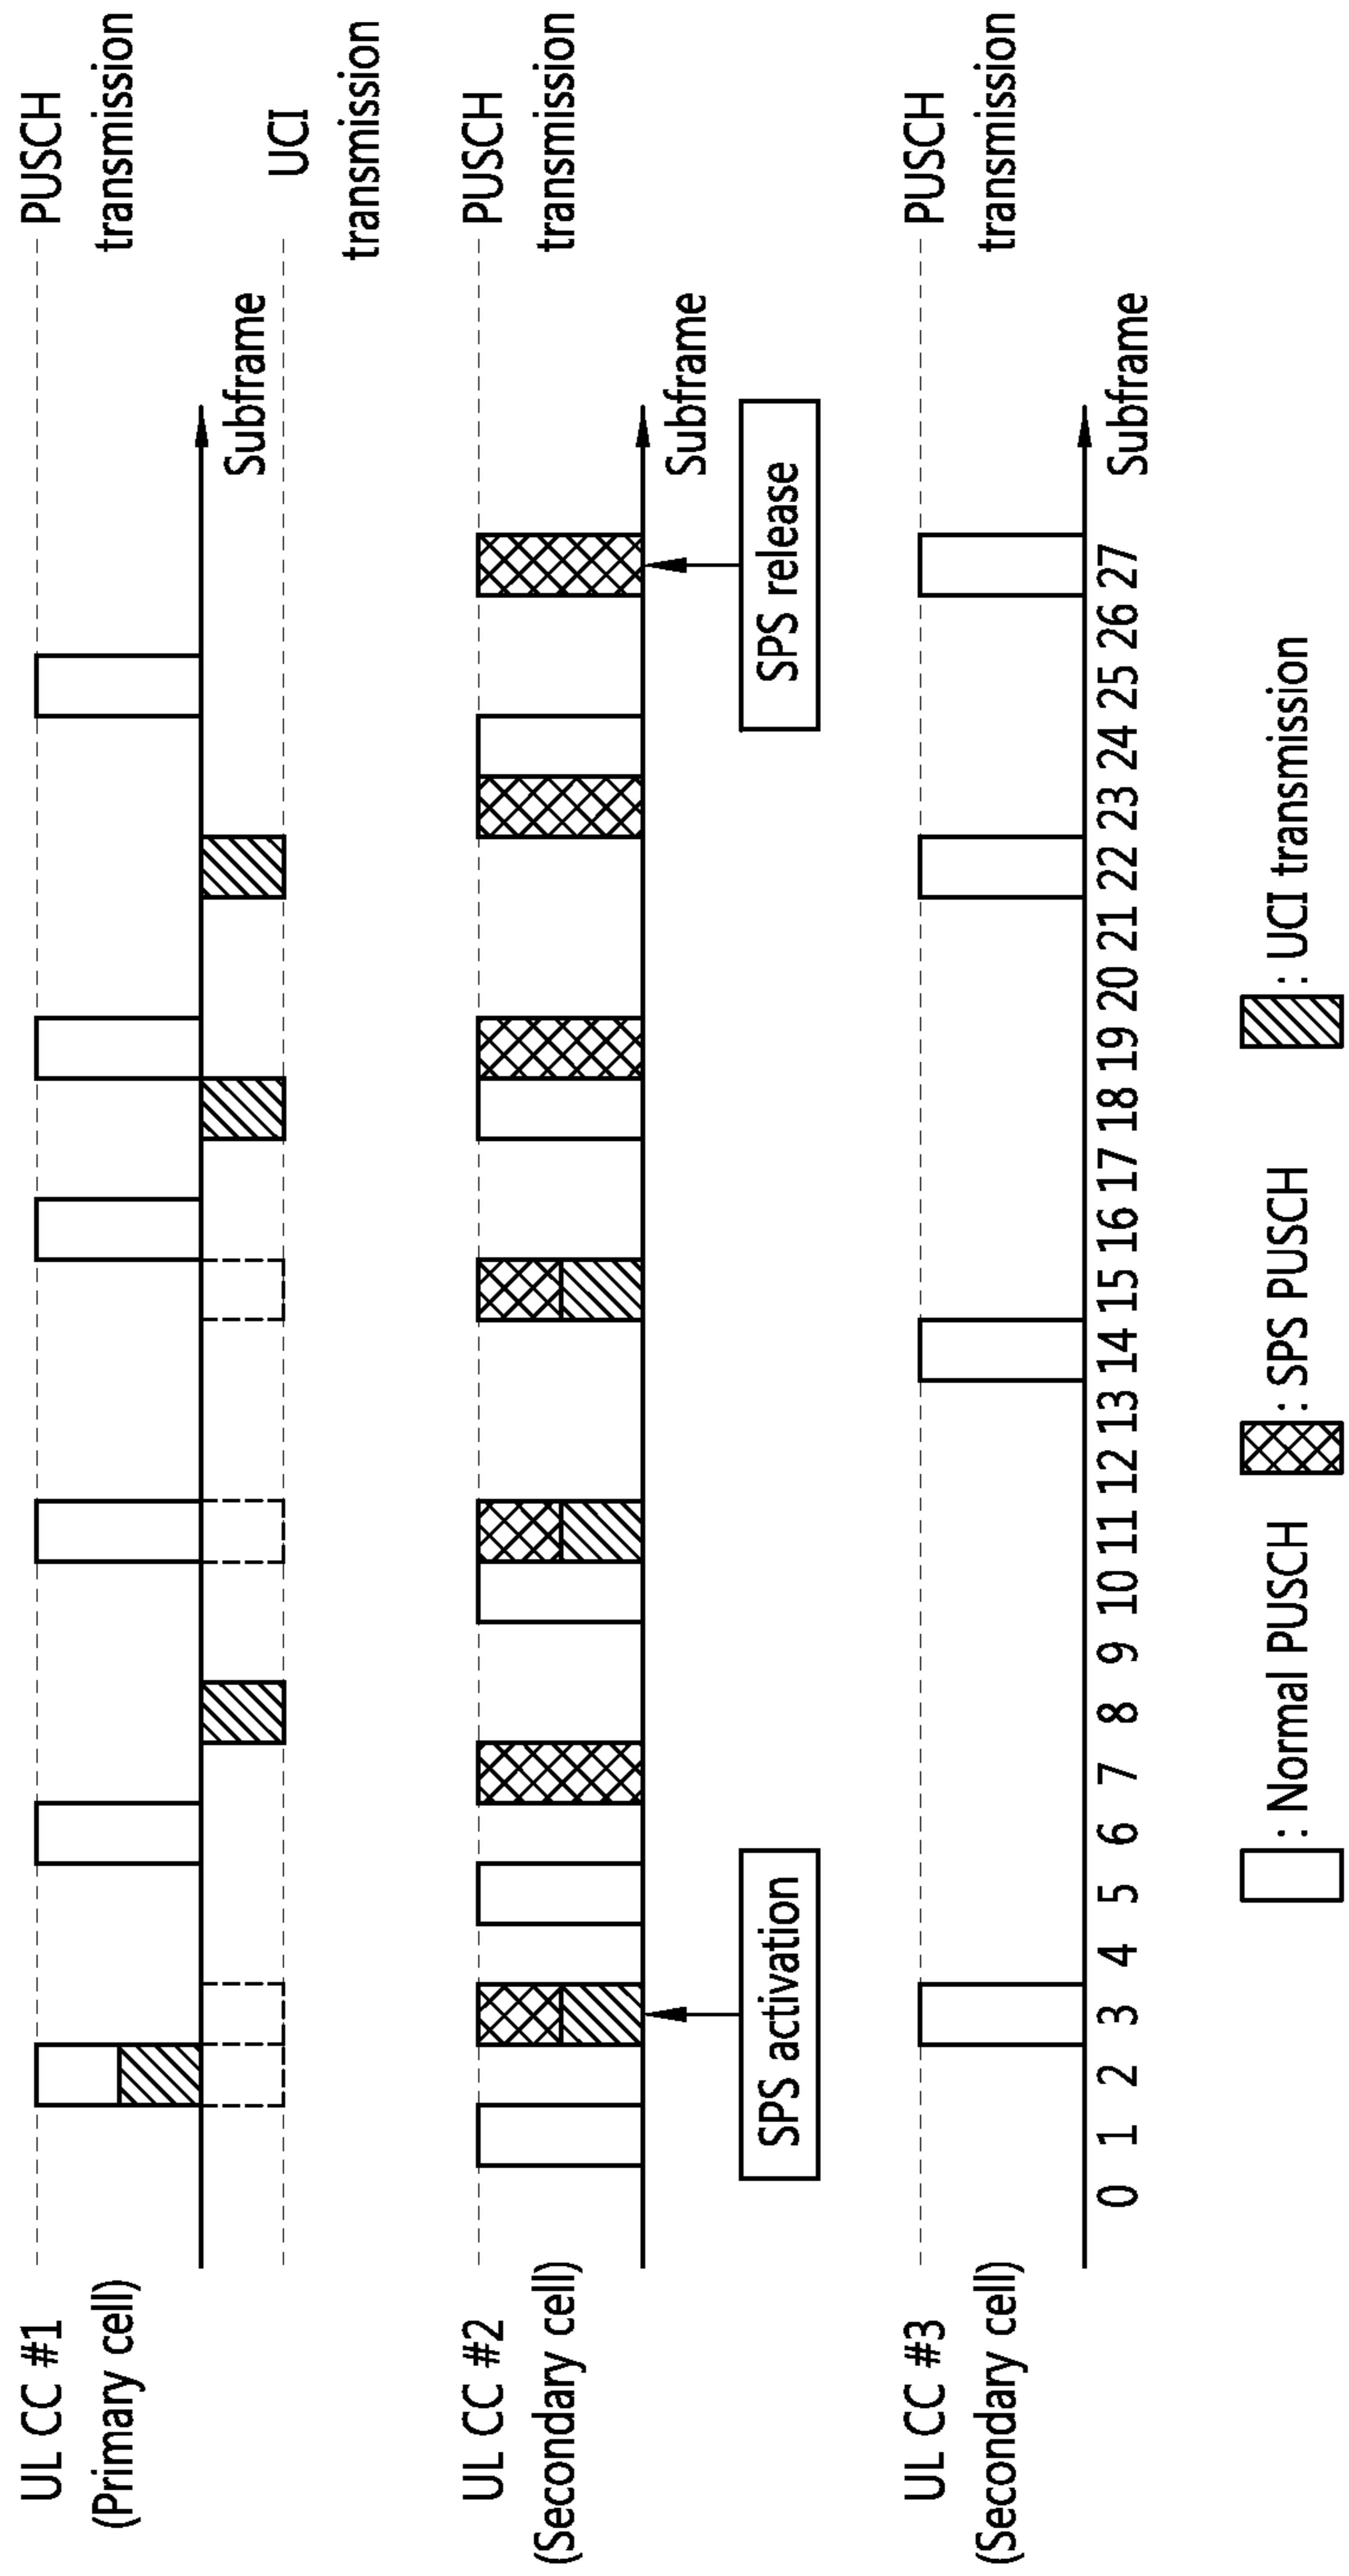 UL CC #1
(Primary cell)
PUSCH
transmission
Subframe
UCI
transmission
UL CC #2
(Secondary cell)
PUSCH
transmission
Subframe
SPS activation
SPS release
UL CC #3
(Secondary cell)
PUSCH
transmission
Subframe
0 1 2 3 4 5 6 7 8 9 10 11 12 13 14 15 16 17 18 19 20 21 22 23 24 25 26 27
: Normal PUSCH : SPS PUSCH : UCI transmission